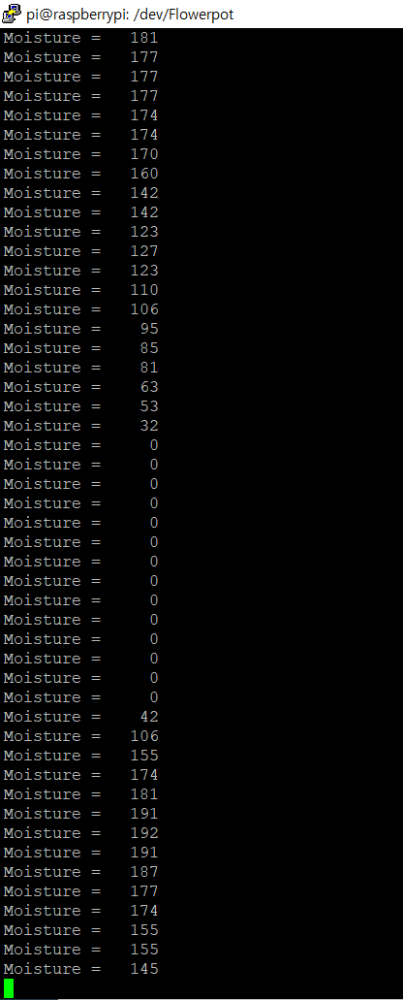 pi@raspberrypi: /dev/Flowerpot
Moisture =   181
Moisture =   177
Moisture =   177
Moisture =   177
Moisture =   174
Moisture =   174
Moisture =   170
Moisture =   160
Moisture =   142
Moisture =   142
Moisture =   123
Moisture =   127
Moisture =   123
Moisture =   110
Moisture =   106
Moisture =    95
Moisture =    85
Moisture =    81
Moisture =    63
Moisture =    53
Moisture =    32
Moisture =     0
Moisture =     0
Moisture =     0
Moisture =     0
Moisture =     0
Moisture =     0
Moisture =     0
Moisture =     0
Moisture =     0
Moisture =     0
Moisture =     0
Moisture =     0
Moisture =     0
Moisture =     0
Moisture =    42
Moisture =   106
Moisture =   155
Moisture =   174
Moisture =   181
Moisture =   191
Moisture =   192
Moisture =   191
Moisture =   187
Moisture =   177
Moisture =   174
Moisture =   155
Moisture =   155
Moisture =   145